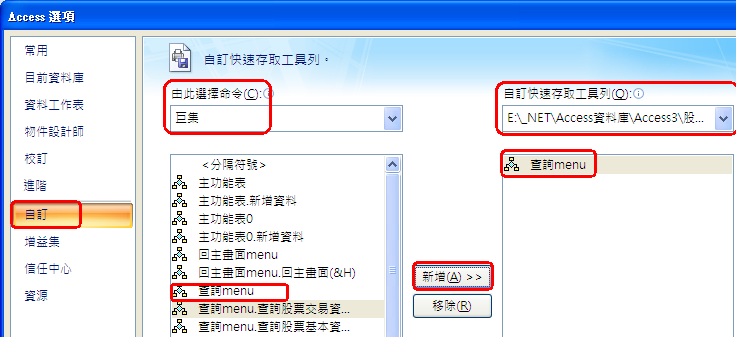 Access 選項
常用
目前資料庫
資料工作表
物件設計師
校訂
進階
自訂
增益集
信任中心
資源
自訂快速存取工具列。
由此選擇命令(C):
巨集
<分隔符號>
主功能表
主功能表.新增資料
主功能表0
主功能表0.新增資料
回主畫面menu
回主畫面menu.回主畫面(&H)
查詢menu
查詢menu.查詢股票交易資...
查詢menu.查詢股票基本資...
新增(A) >>
移除(R)
自訂快速存取工具列(Q):
E:\_NET\Access資料庫\Access3\股...
查詢menu